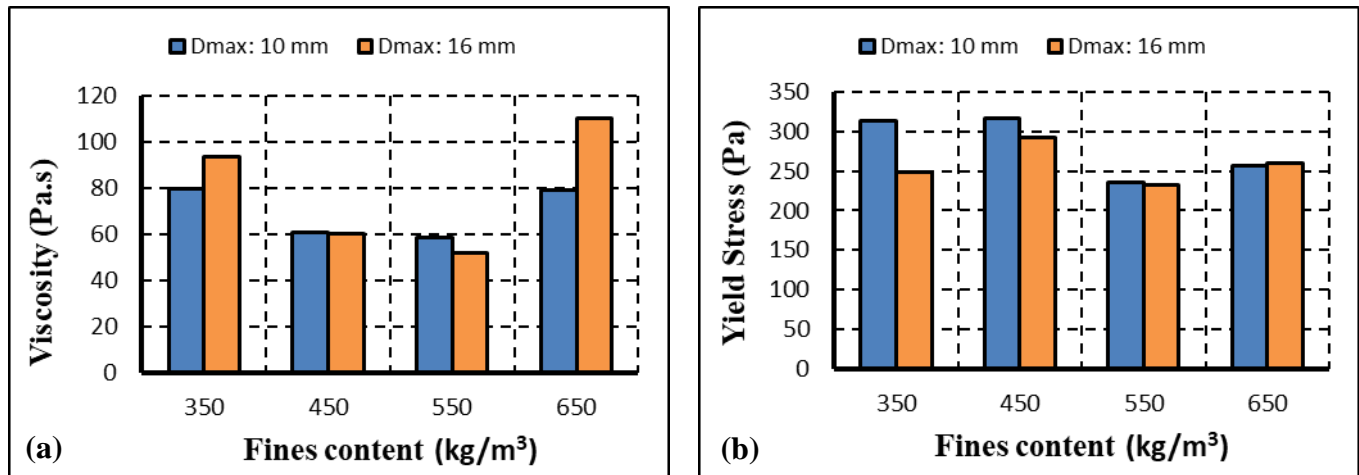 Dmax: 10 mm Dmax: 16 mm
120
100
80
60
40
20
0
Viscosity (Pa.s)
350 450 550 650
Fines content (kg/m³)
(a)
Dmax: 10 mm Dmax: 16 mm
350
300
250
200
150
100
50
0
Yield Stress (Pa)
350 450 550 650
Fines content (kg/m³)
(b)